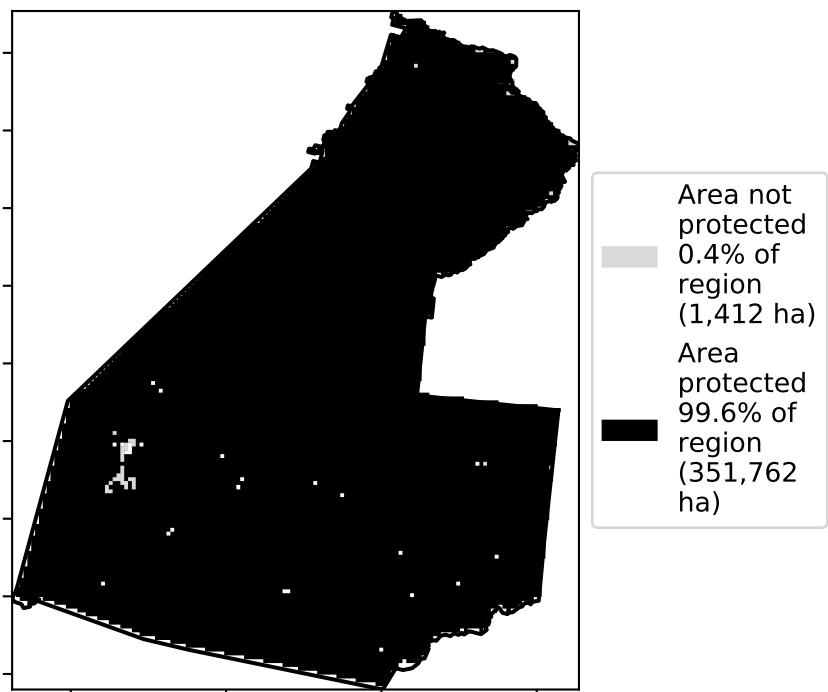 Area not
protected
0.4% of
region
(1,412 ha)
Area
protected
99.6% of
region
(351,762
ha)